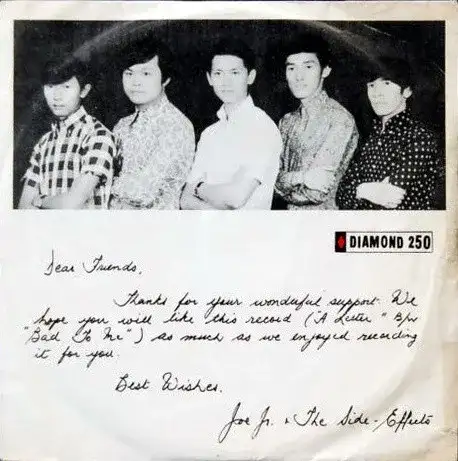 DIAMOND 250
Dear Friends,
Thanks for your wonderful support. We
hope you will like this record ("A Letter" B/W
"Bad To Me") as much as we enjoyed recording
it for you.
Best Wishes,
Joe Jr. & The Side-Effects